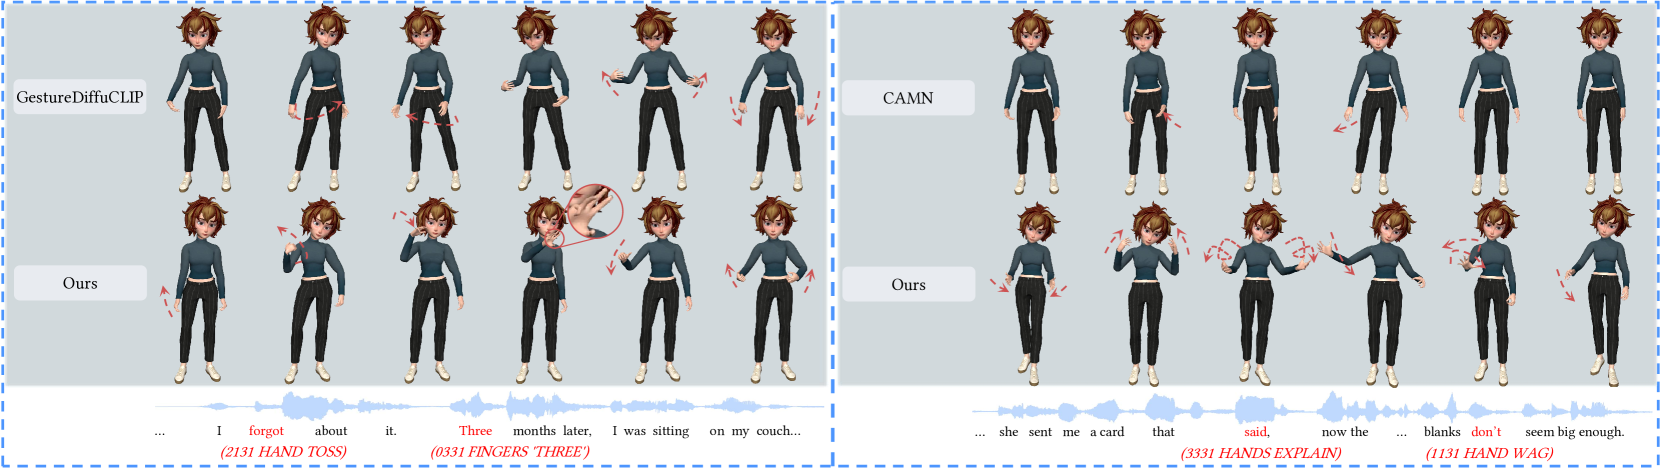 GestureDiffuCLIP
Ours
... I forgot about it. Three months later, I was sitting on my couch...
(2131 HAND TOSS) (0331 FINGERS 'THREE')
CAMN
Ours
... she sent me a card that said, now the ... blanks don't seem big enough.
(3331 HANDS EXPLAIN) (1131 HAND WAG)